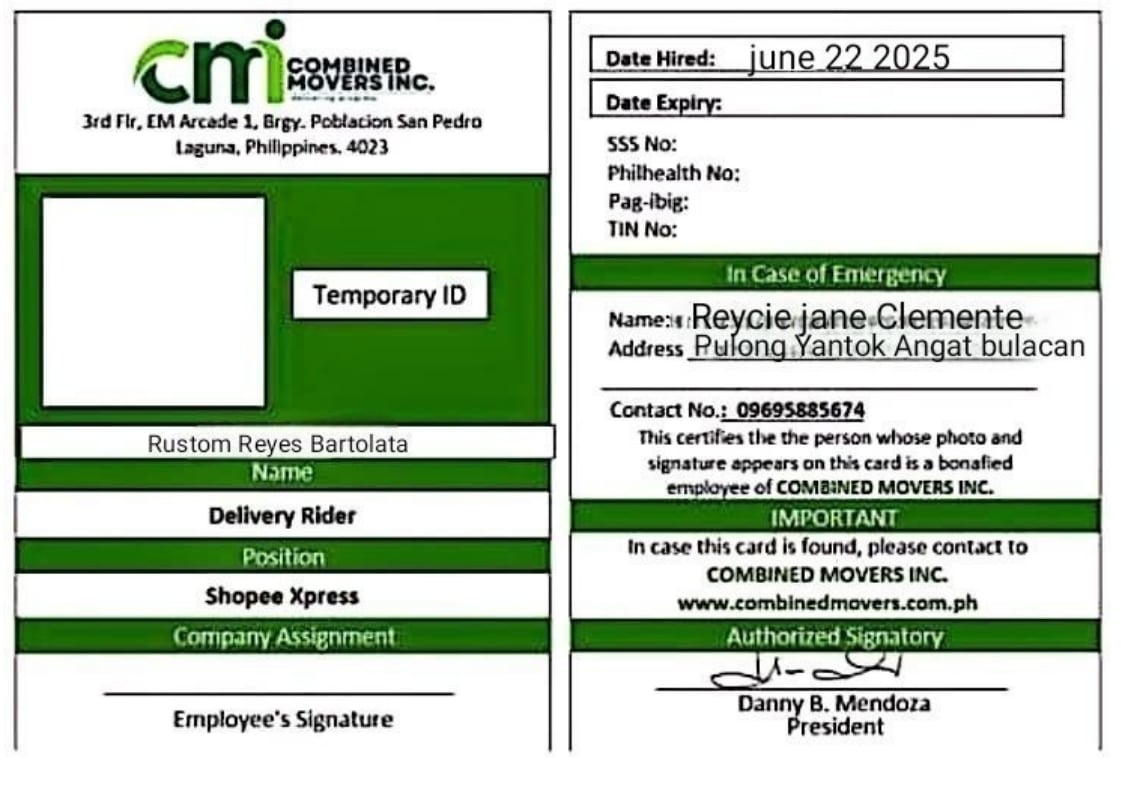 cmi COMBINED
MOVERS INC.
3rd Flr, EM Arcade 1, Brgy. Poblacion San Pedro
Laguna, Philippines. 4023
Temporary ID
Rustom Reyes Bartolata
Name
Delivery Rider
Position
Shopee Xpress
Company Assignment
Employee's Signature
Date Hired: june 22 2025
Date Expiry:
SSS No:
Philhealth No:
Pag-ibig:
TIN No:
In Case of Emergency
Name: Reycie jane Clemente
Address Pulong Yantok Angat bulacan
Contact No.: 09695885674
This certifies the the person whose photo and
signature appears on this card is a bonafied
employee of COMBINED MOVERS INC.
IMPORTANT
In case this card is found, please contact to
COMBINED MOVERS INC.
www.combinedmovers.com.ph
Authorized Signatory
Danny B. Mendoza
President